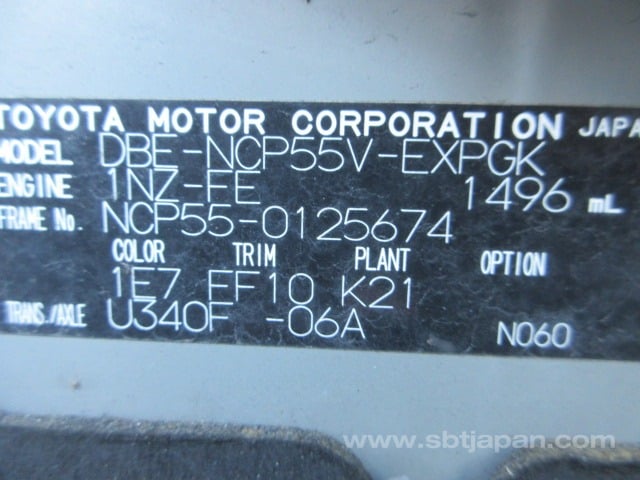 TOYOTA MOTOR CORPORATION JAPA
MODEL DBE-NCP55V-EXPGK
ENGINE 1NZ-FE 1496 mL
FRAME No. NCP55-0125674
COLOR TRIM PLANT OPTION
1E7 EF10 K21
TRANS./AXLE U340F -06A N060
www.sbtjapan.com